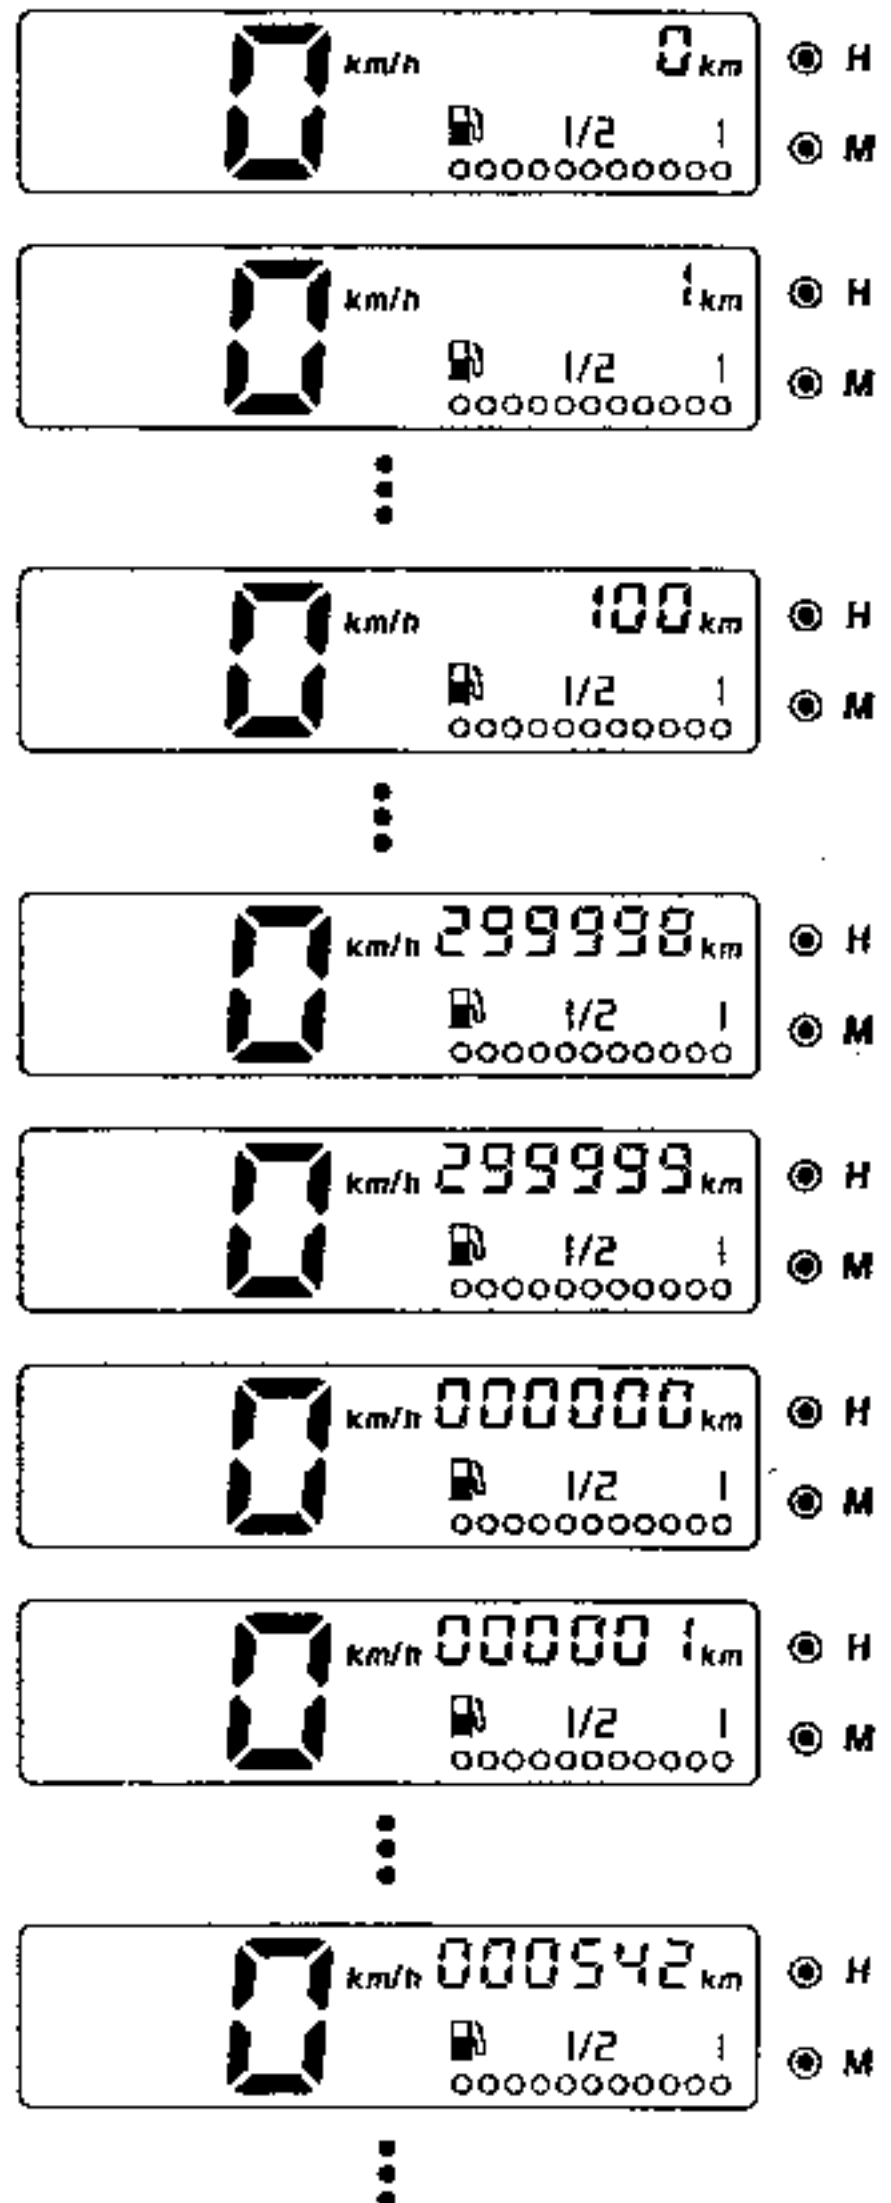 0 km/h 0 km H
1/2 1 M
0 km/h 1 km H
1/2 1 M
0 km/h 100 km H
1/2 1 M
0 km/h 299998 km H
1/2 1 M
0 km/h 299999 km H
1/2 1 M
0 km/h 000000 km H
1/2 1 M
0 km/h 000001 km H
1/2 1 M
0 km/h 000542 km H
1/2 1 M